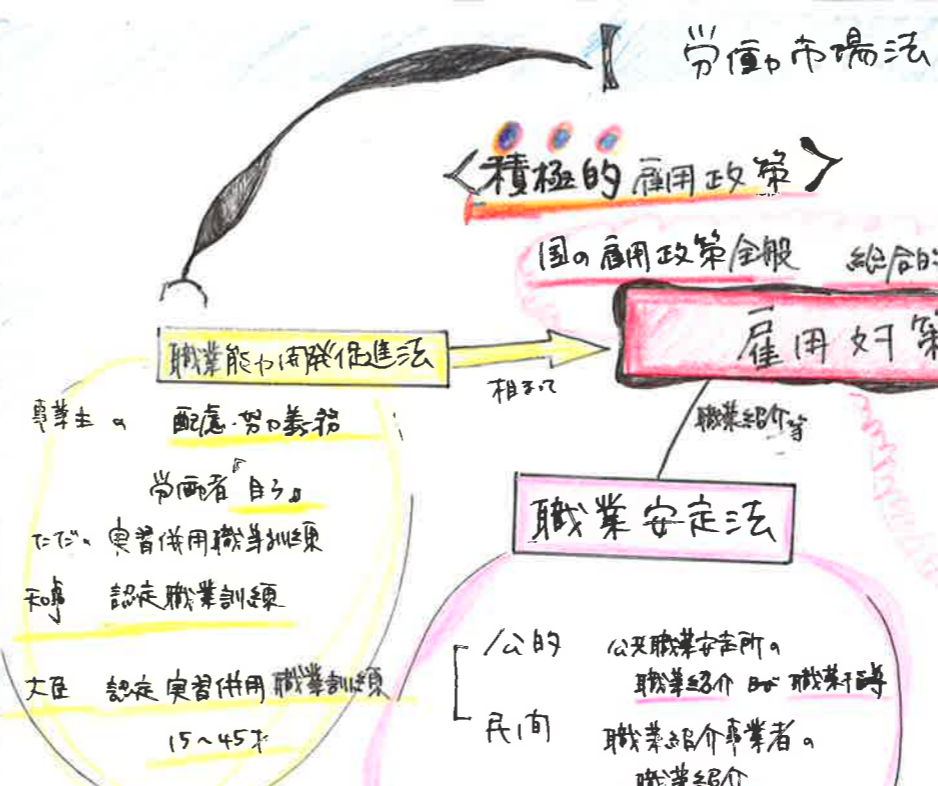 労働市場法
〈積極的雇用政策〉
国の雇用政策全般 総合的
雇用対策
職業能力開発促進法
相まって
職業紹介等
事業主の 配慮・努力義務
労働者『自ら』
ただの 実習併用職業訓練
知事 認定職業訓練
大臣 認定実習併用職業訓練
15〜45才
職業安定法
公的 公共職業安定所の
職業紹介 及び 職業指導
民間 職業紹介事業者の
職業紹介